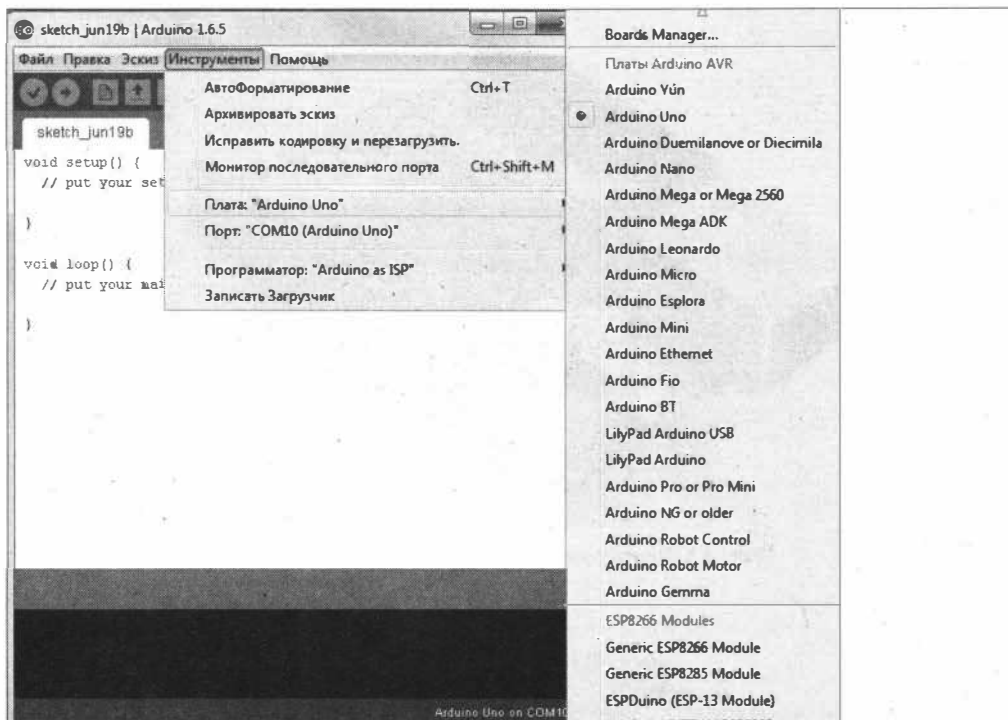 sketch_jun19b | Arduino 1.6.5
Файл Правка Эскиз Инструменты Помощь
sketch_jun19b
void setup() {
// put your set
}
void loop() {
// put your mai
}
АвтоФорматирование Ctrl+T
Архивировать эскиз
Исправить кодировку и перезагрузить.
Монитор последовательного порта Ctrl+Shift+M
Плата: "Arduino Uno"
Порт: "COM10 (Arduino Uno)"
Программатор: "Arduino as ISP"
Записать Загрузчик
Boards Manager...
Платы Arduino AVR
Arduino Yún
Arduino Uno
Arduino Duemilanove or Diecimila
Arduino Nano
Arduino Mega or Mega 2560
Arduino Mega ADK
Arduino Leonardo
Arduino Micro
Arduino Esplora
Arduino Mini
Arduino Ethernet
Arduino Fio
Arduino BT
LilyPad Arduino USB
LilyPad Arduino
Arduino Pro or Pro Mini
Arduino NG or older
Arduino Robot Control
Arduino Robot Motor
Arduino Gemma
ESP8266 Modules
Generic ESP8266 Module
Generic ESP8285 Module
ESPDuino (ESP-13 Module)
Arduino Uno on COM10